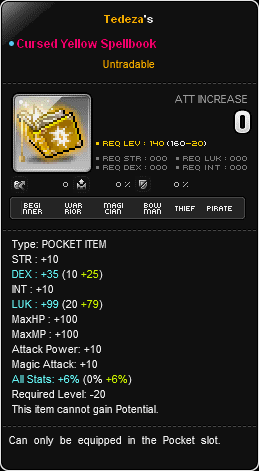 Tedeza's
Cursed Yellow Spellbook
Untradable
ATT INCREASE
0
REQ LEV : 140 (160-20)
REQ STR : 000 REQ LUK : 000
REQ DEX : 000 REQ INT : 000
0 0 % 0 %
BEGINNER WARRIOR MAGICIAN BOWMAN THIEF PIRATE
Type: POCKET ITEM
STR : +10
DEX : +35 (10 +25)
INT : +10
LUK : +99 (20 +79)
MaxHP : +100
MaxMP : +100
Attack Power: +10
Magic Attack: +10
All Stats: +6% (0% +6%)
Required Level: -20
This item cannot gain Potential.
Can only be equipped in the Pocket slot.